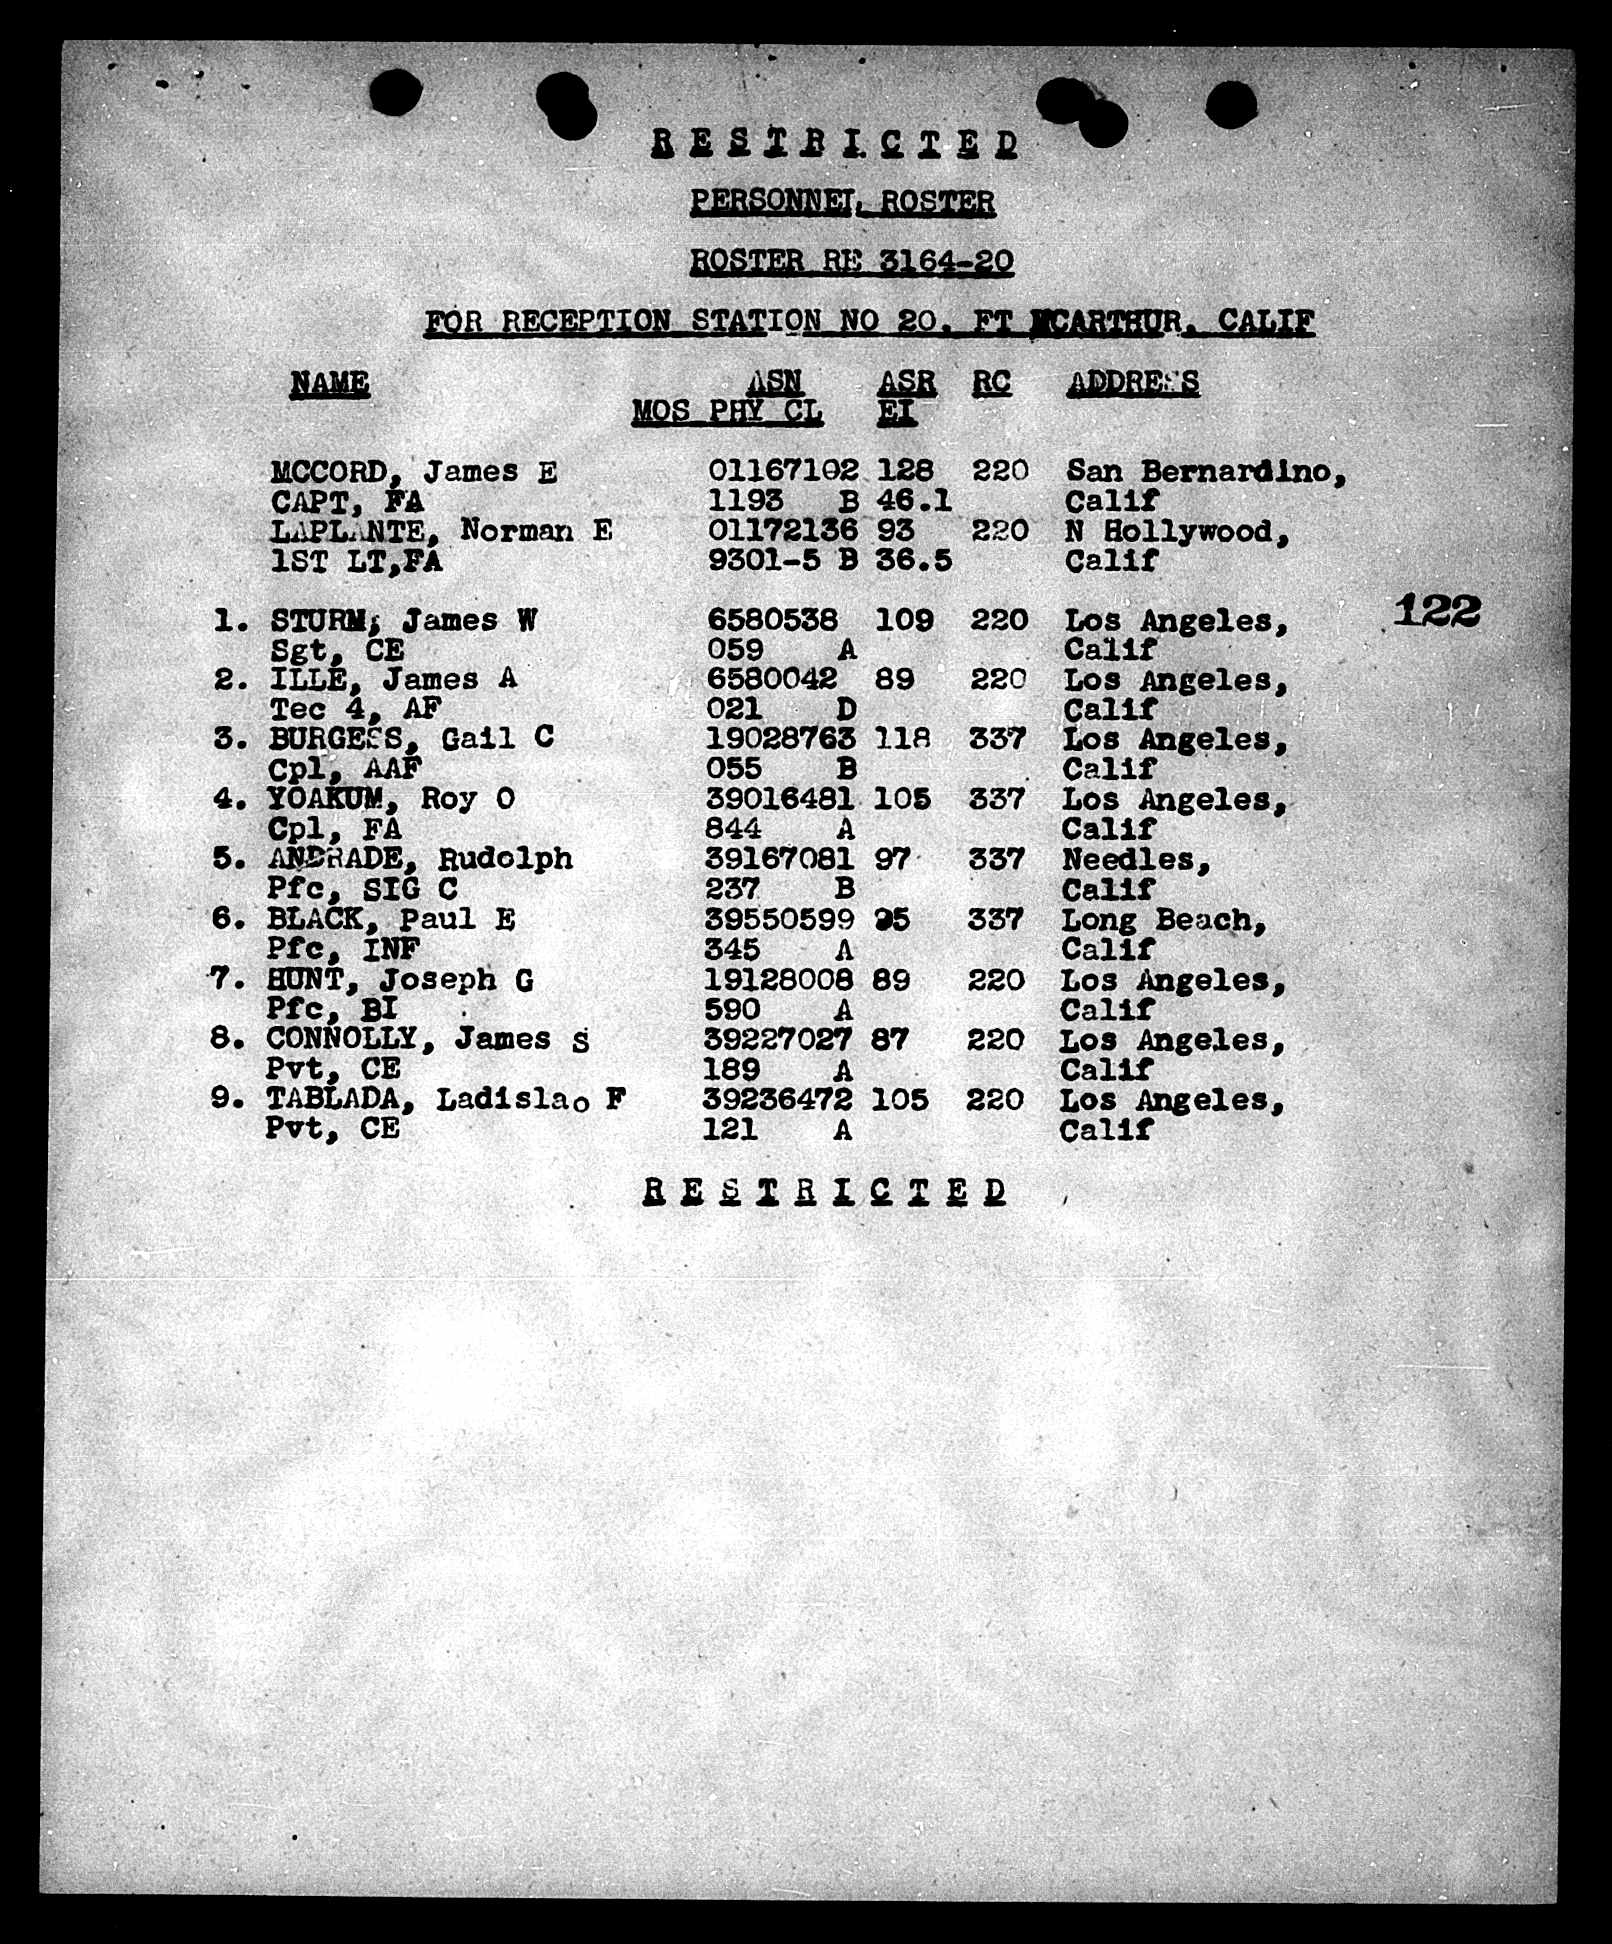 RESTRICTED
PERSONNEL ROSTER
ROSTER RE 3164-20
FOR RECEPTION STATION NO 20, FT MCARTHUR, CALIF
NAME ASN ASR RC ADDRESS
MOS PHY CL EI
MCCORD, James E 01167102 128 220 San Bernardino,
CAPT, FA 1193 B 46.1 Calif
LAPLANTE, Norman E 01172136 93 220 N Hollywood,
1ST LT,FA 9301-5 B 36.5 Calif
1. STURM, James W 6580538 109 220 Los Angeles, 122
Sgt, CE 059 A Calif
2. ILLE, James A 6580042 89 220 Los Angeles,
Tec 4, AF 021 D Calif
3. BURGESS, Gail C 19028763 118 337 Los Angeles,
Cpl, AAF 055 B Calif
4. YOAKUM, Roy O 39016481 105 337 Los Angeles,
Cpl, FA 844 A Calif
5. ANDRADE, Rudolph 39167081 97 337 Needles,
Pfc, SIG C 237 B Calif
6. BLACK, Paul E 39550599 95 337 Long Beach,
Pfc, INF 345 A Calif
7. HUNT, Joseph G 19128008 89 220 Los Angeles,
Pfc, BI 590 A Calif
8. CONNOLLY, James S 39227027 87 220 Los Angeles,
Pvt, CE 189 A Calif
9. TABLADA, Ladislao F 39236472 105 220 Los Angeles,
Pvt, CE 121 A Calif
RESTRICTED